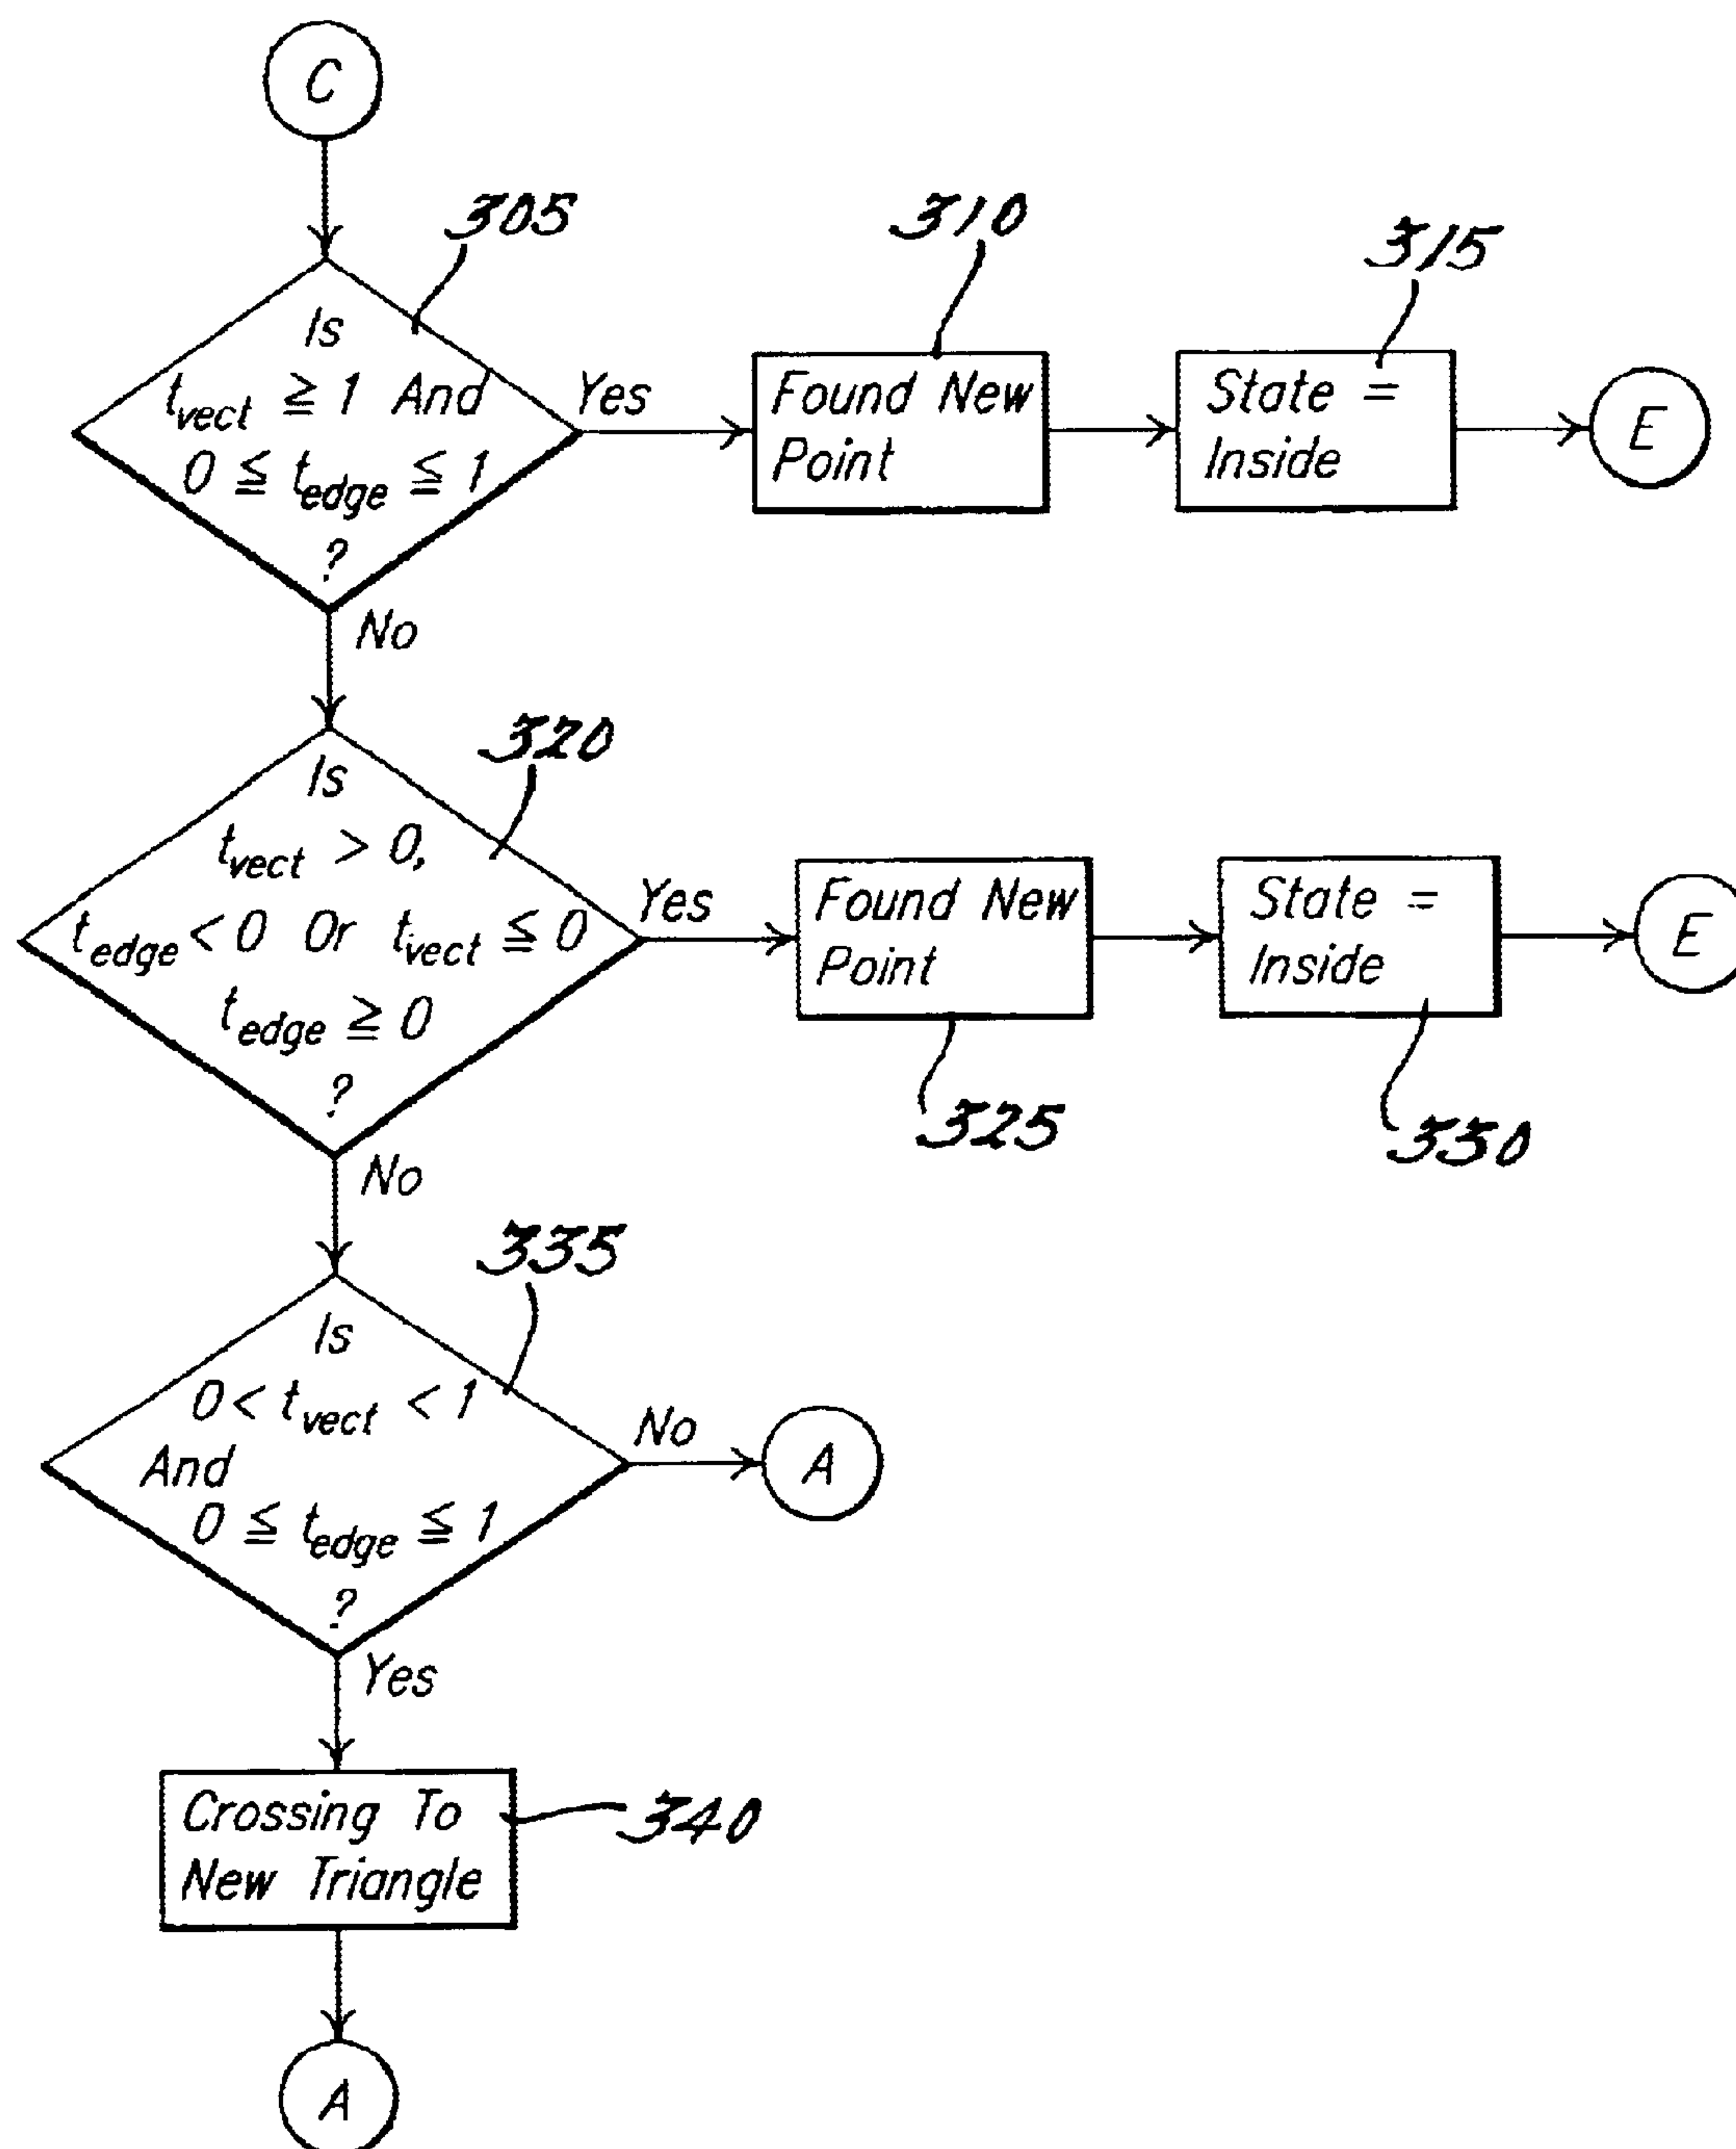 C
305
310
315
Is
t_vect ≧ 1 And
0 ≦ t_edge ≦ 1
?
Yes
Found New
Point
State =
Inside
E
No
320
Is
t_vect > 0,
t_edge < 0 Or t_vect ≦ 0
t_edge ≧ 0
?
Yes
Found New
Point
State =
Inside
E
325
330
No
335
Is
0 < t_vect < 1
And
0 ≦ t_edge ≦ 1
?
No
A
Yes
Crossing To
New Triangle
340
A